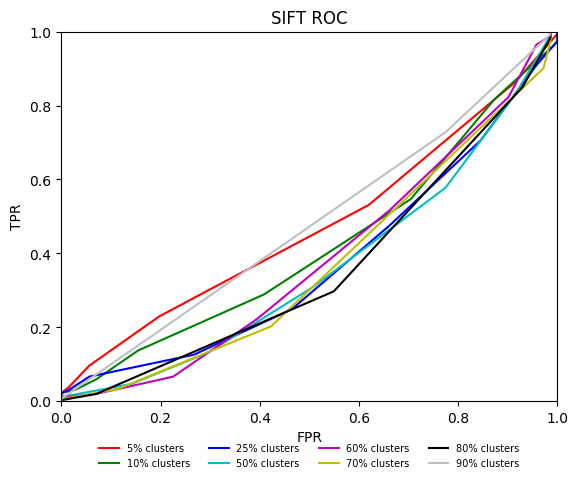 SIFT ROC
1.0
0.8
0.6
0.4
0.2
0.0
TPR
0.0 0.2 0.4 0.6 0.8 1.0
FPR
5% clusters 25% clusters 60% clusters 80% clusters
10% clusters 50% clusters 70% clusters 90% clusters